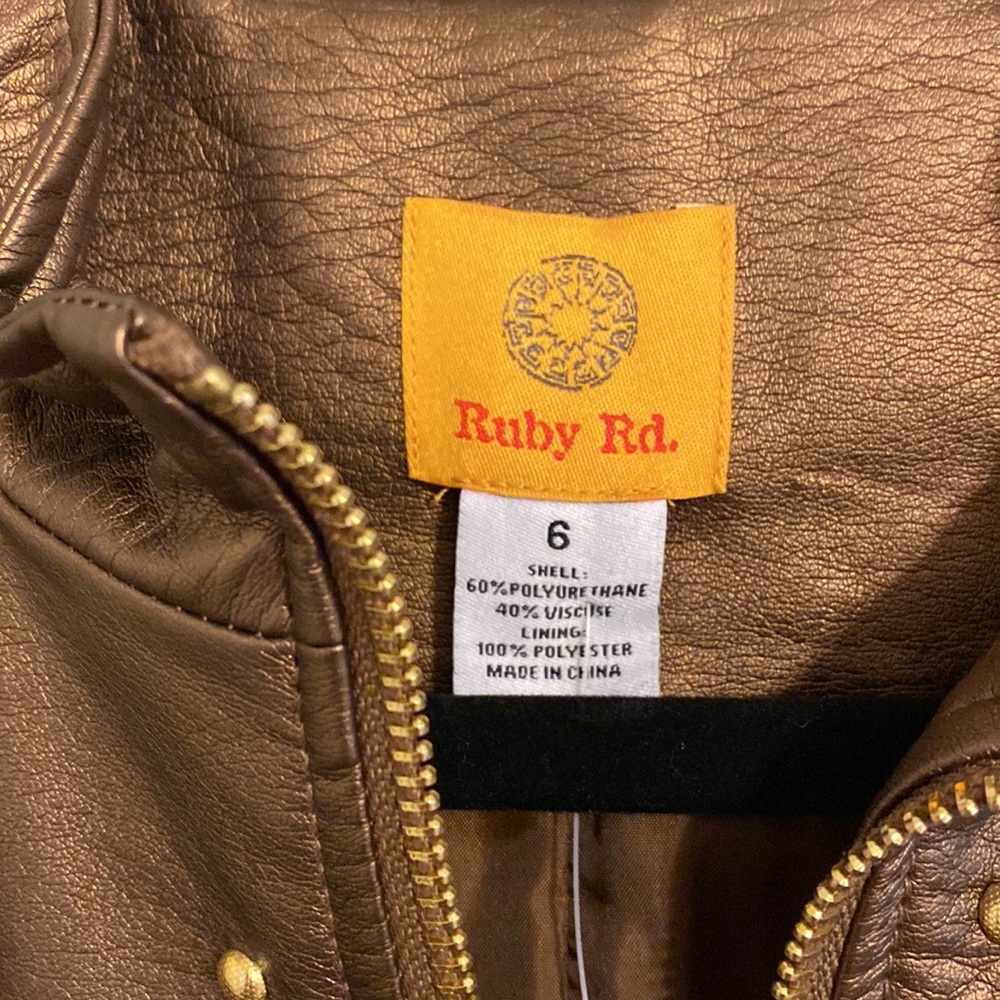 Ruby Rd.
6
SHELL:
60%POLYURETHANE
40% VISCOSE
LINING:
100% POLYESTER
MADE IN CHINA